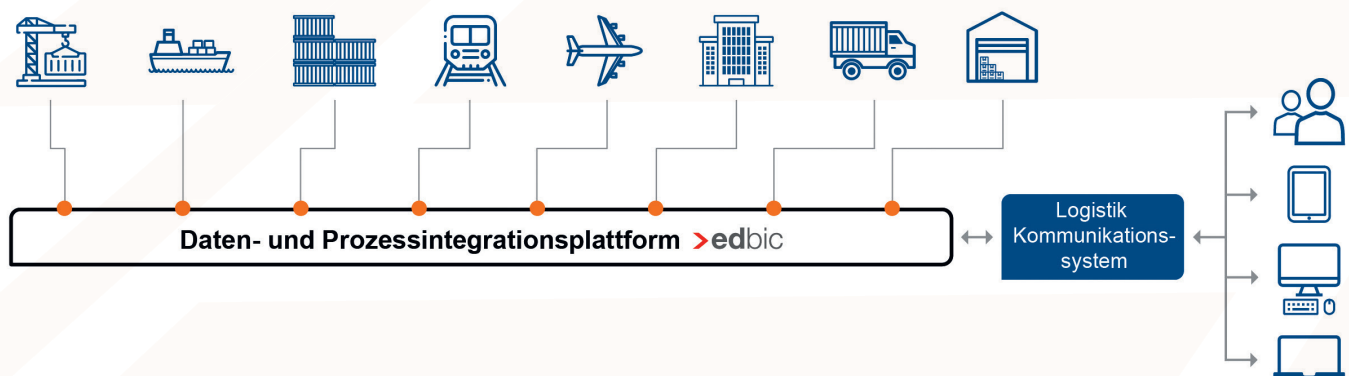 Daten- und Prozessintegrationsplattform >edbic
Logistik
Kommunikations-
system